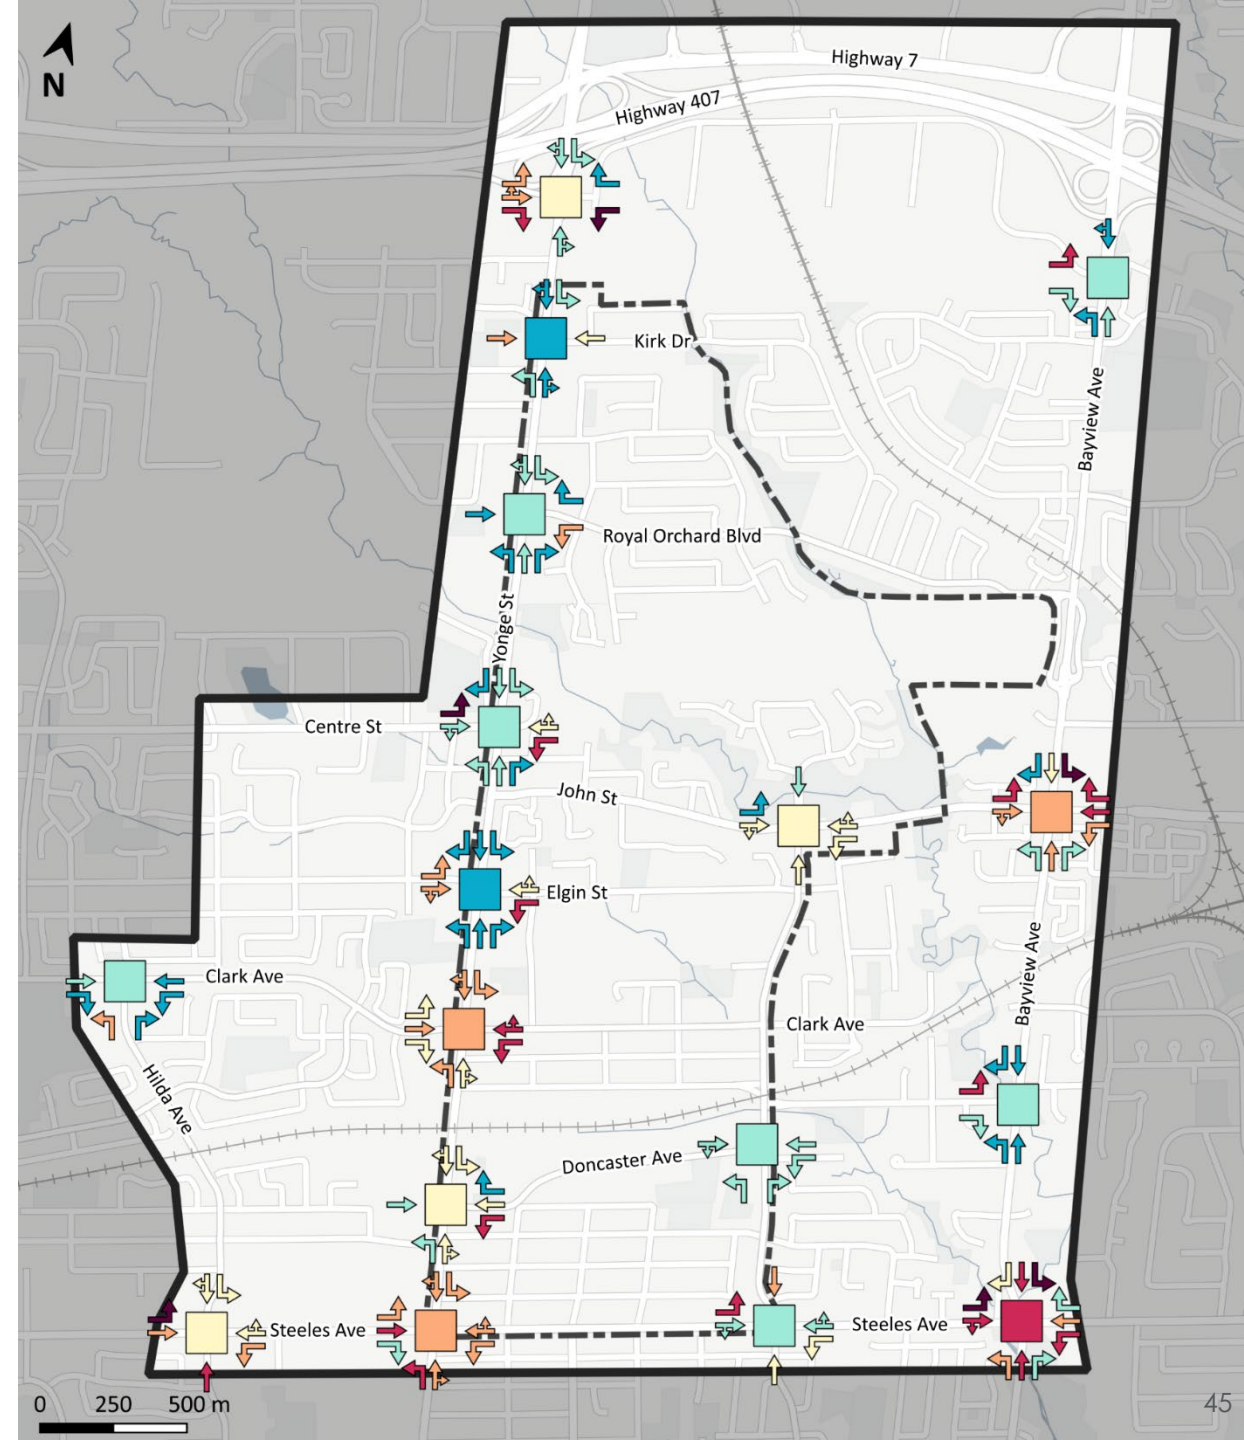 N
Highway 7
Highway 407
Kirk Dr
Bayview Ave
Royal Orchard Blvd
Yonge St
Centre St
John St
Elgin St
Clark Ave
Clark Ave
Bayview Ave
Hilda Ave
Doncaster Ave
Steeles Ave
Steeles Ave
0 250 500 m
45